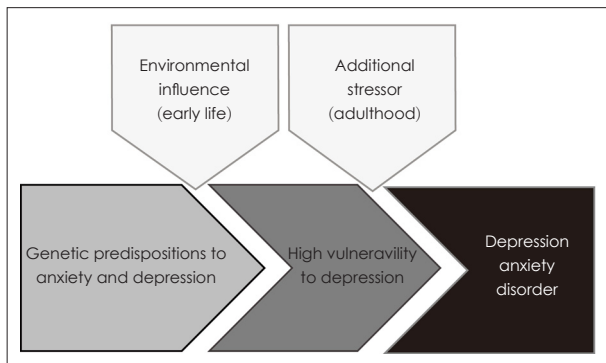 Environmental
influence
(early life)
Additional
stressor
(adulthood)
Genetic predispositions to
anxiety and depression
High vulneravility
to depression
Depression
anxiety
disorder